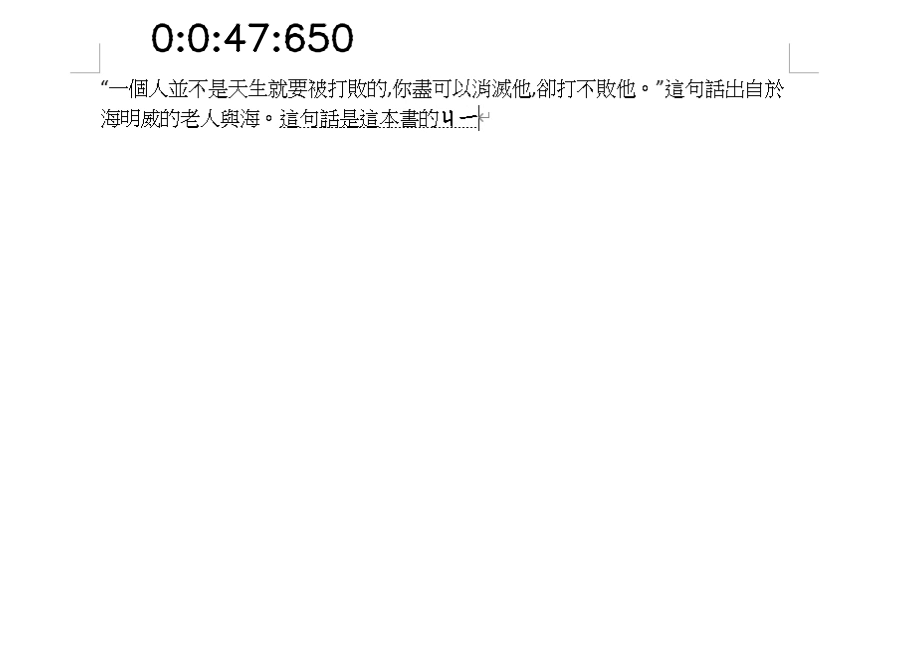 0:0:47:650
“一個人並不是天生就要被打敗的,你盡可以消滅他,卻打不敗他。”這句話出自於
海明威的老人與海。這句話是這本書的ㄐㄧ